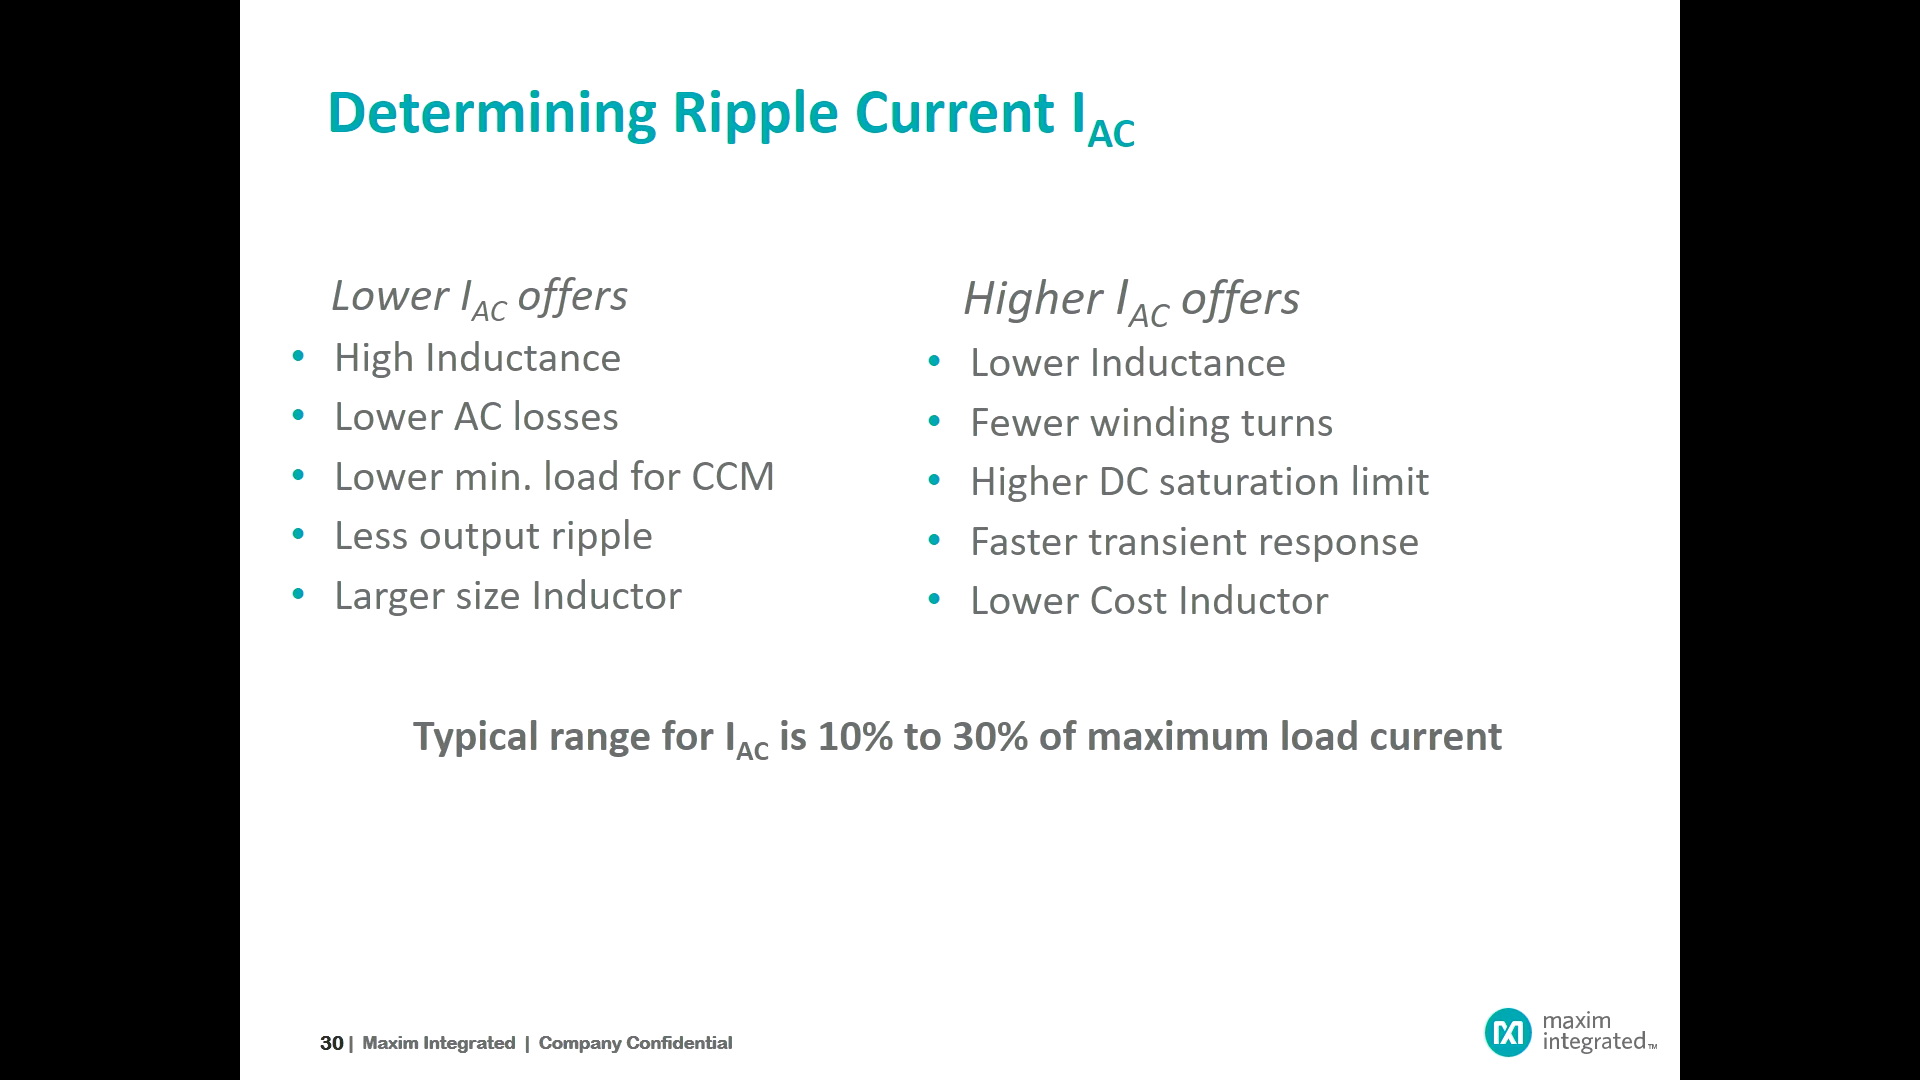 Determining Ripple Current IAC
Lower IAC offers
• High Inductance
• Lower AC losses
• Lower min. load for CCM
• Less output ripple
• Larger size Inductor
Higher IAC offers
• Lower Inductance
• Fewer winding turns
• Higher DC saturation limit
• Faster transient response
• Lower Cost Inductor
Typical range for IAC is 10% to 30% of maximum load current
30 | Maxim Integrated | Company Confidential
maxim
integrated™